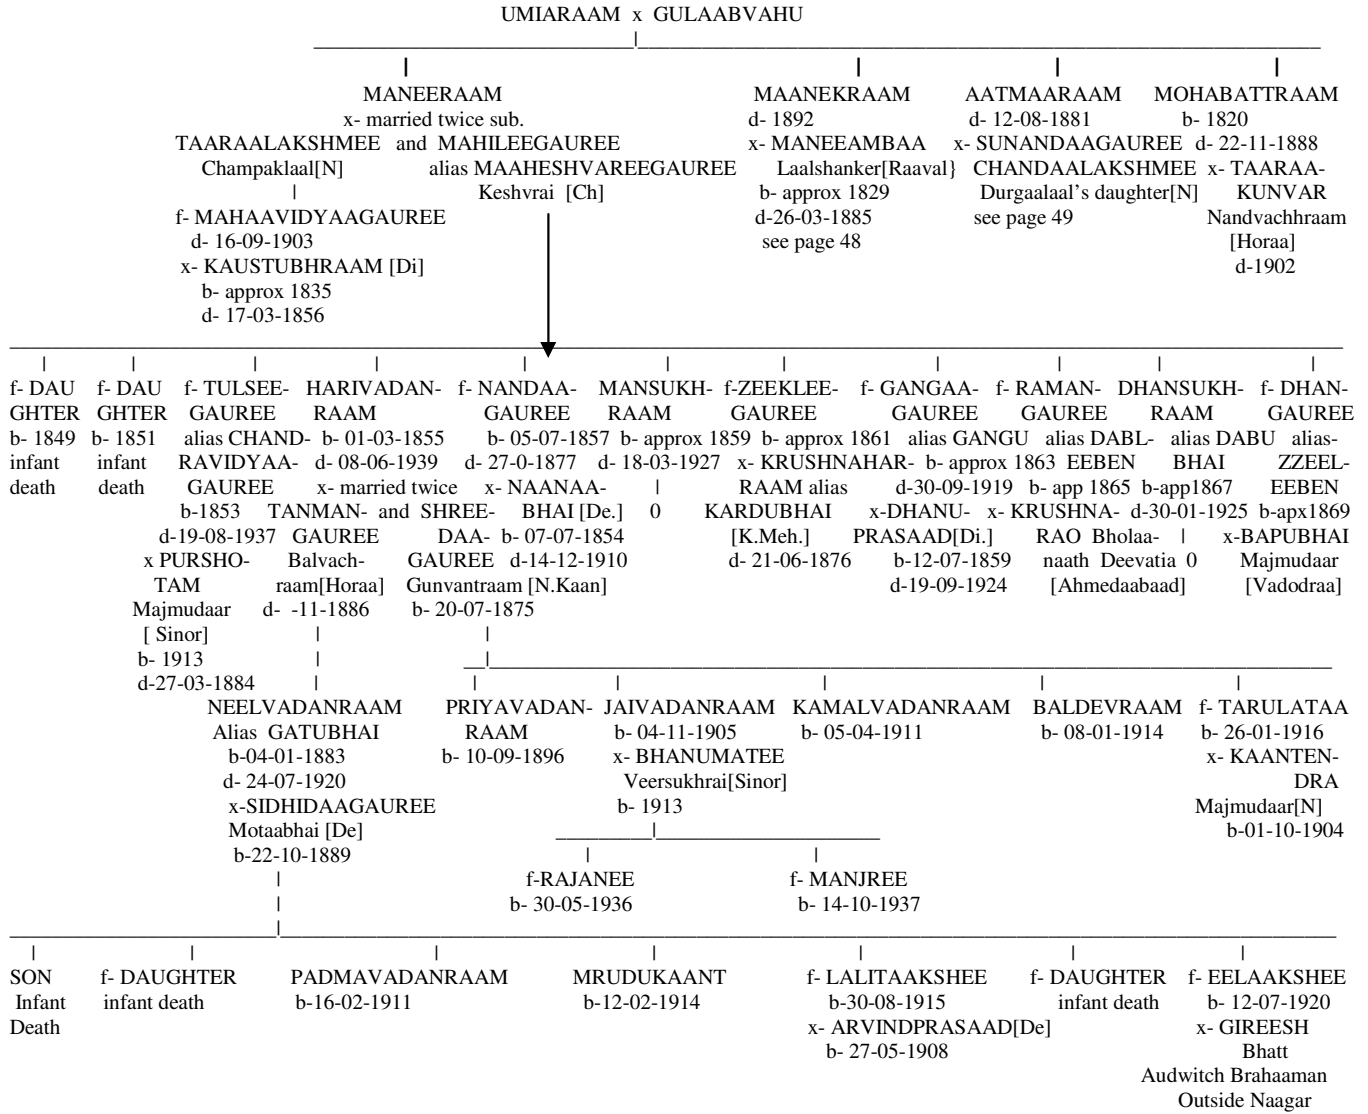 UMIARAAM x GULAABVAHU
MANEERAAM MAANEKRAAM AATMAARAAM MOHABATTRAAM
x- married twice sub. d- 1892 d- 12-08-1881 b- 1820
TAARAALAKSHMEE and MAHILEEGAUREE x- MANEEAMBAA x- SUNANDAAGAUREE d- 22-11-1888
Champaklaal[N] alias MAAHESHVAREEGAUREE Laalshanker[Raaval} CHANDAALAKSHMEE x- TAARAA-
| Keshvrai [Ch] b- approx 1829 Durgaalaal's daughter[N] KUNVAR
f- MAHAAVIDYAAGAUREE d-26-03-1885 see page 49 Nandvachhraam
d- 16-09-1903 see page 48 [Horaa]
x- KAUSTUBHRAAM [Di] d-1902
b- approx 1835
d- 17-03-1856
f- DAU f- DAU f- TULSEE- HARIVADAN- f- NANDAA- MANSUKH- f-ZEEKLEE- f- GANGAA- f- RAMAN- DHANSUKH- f- DHAN-
GHTER GHTER GAUREE RAAM GAUREE RAAM GAUREE GAUREE GAUREE RAAM GAUREE
b- 1849 b- 1851 alias CHAND- b- 01-03-1855 b- 05-07-1857 b- approx 1859 b- approx 1861 alias GANGU alias DABL- alias DABU alias-
infant infant RAVIDYAA- d- 08-06-1939 d- 27-0-1877 d- 18-03-1927 x- KRUSHNAHAR- b- approx 1863 EEBEN BHAI ZZEEL-
death death GAUREE x- married twice x- NAANAA- | RAAM alias d-30-09-1919 b- app 1865 b-app1867 EEBEN
b-1853 TANMAN- and SHREE- BHAI [De.] 0 KARDUBHAI x-DHANU- x- KRUSHNA- d-30-01-1925 b-apx1869
d-19-08-1937 GAUREE DAA- b- 07-07-1854 [K.Meh.] PRASAAD[Di.] RAO Bholaa- | x-BAPUBHAI
x PURSHO- Balvach- GAUREE d-14-12-1910 d- 21-06-1876 b-12-07-1859 naath Deevatia 0 Majmudaar
TAM raam[Horaa] Gunvantraam [N.Kaan] d-19-09-1924 [Ahmedaabaad] [Vadodraa]
Majmudaar d- -11-1886 b- 20-07-1875
[ Sinor]
b- 1913
d-27-03-1884
NEELVADANRAAM PRIYAVADAN- JAIVADANRAAM KAMALVADANRAAM BALDEVRAAM f- TARULATAA
Alias GATUBHAI RAAM b- 04-11-1905 b- 05-04-1911 b- 08-01-1914 b- 26-01-1916
b-04-01-1883 b- 10-09-1896 x- BHANUMATEE x- KAANTEN-
d- 24-07-1920 Veersukhrai[Sinor] DRA
x-SIDHIDAAGAUREE b- 1913 Majmudaar[N]
Motaabhai [De] b-01-10-1904
b-22-10-1889
f-RAJANEE f- MANJREE
b- 30-05-1936 b- 14-10-1937
SON f- DAUGHTER PADMAVADANRAAM MRUDUKAANT f- LALITAAKSHEE f- DAUGHTER f- EELAAKSHEE
Infant infant death b-16-02-1911 b-12-02-1914 b-30-08-1915 infant death b- 12-07-1920
Death x- ARVINDPRASAAD[De] x- GIREESH
b- 27-05-1908 Bhatt
Audwitch Brahaaman
Outside Naagar